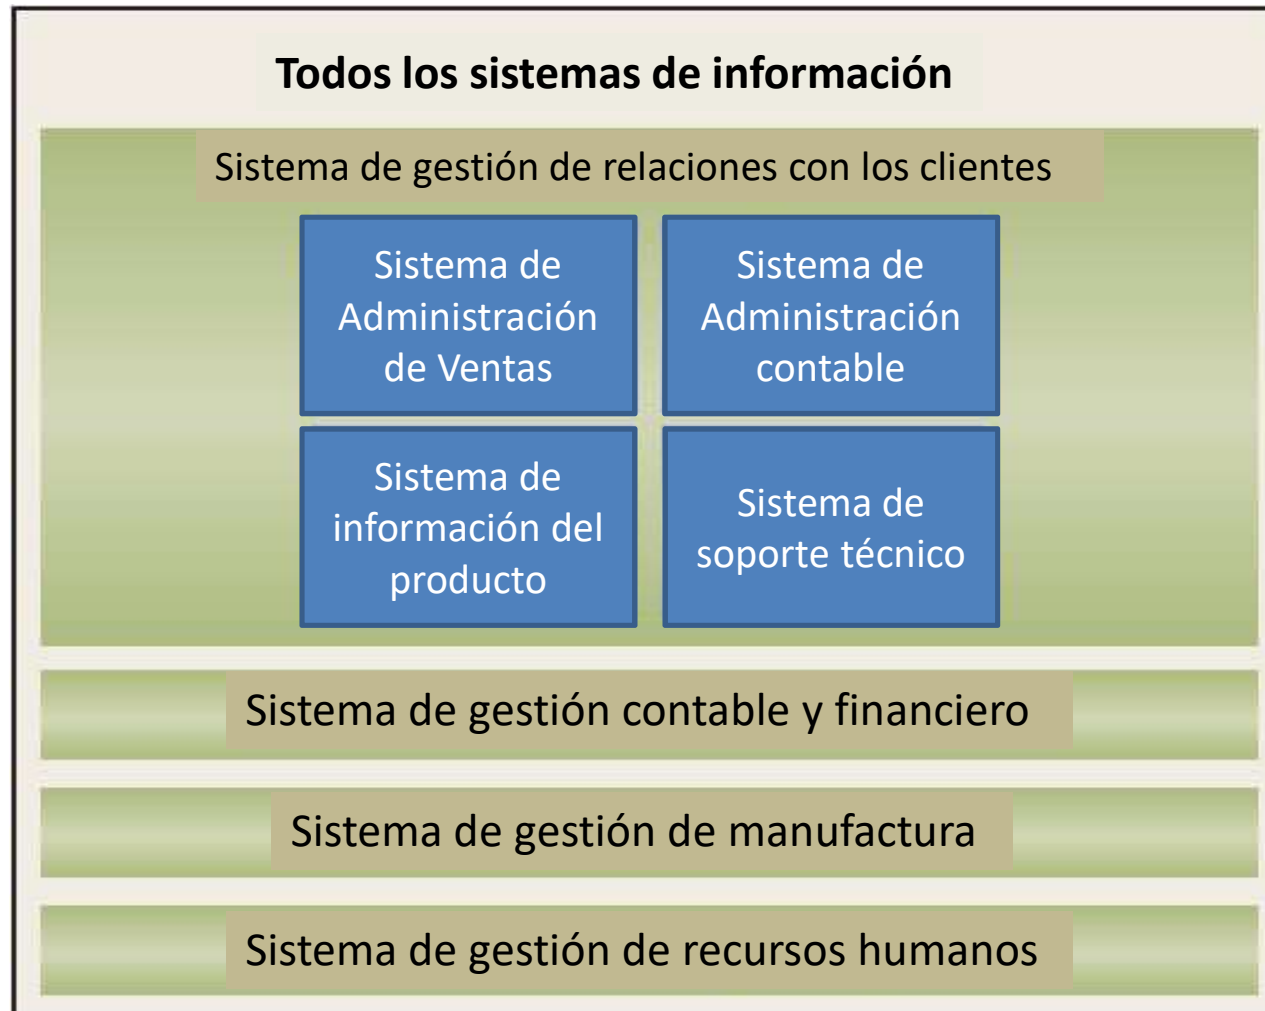 Todos los sistemas de información
Sistema de gestión de relaciones con los clientes
Sistema de
Administración
de Ventas
Sistema de
Administración
contable
Sistema de
información del
producto
Sistema de
soporte técnico
Sistema de gestión contable y financiero
Sistema de gestión de manufactura
Sistema de gestión de recursos humanos